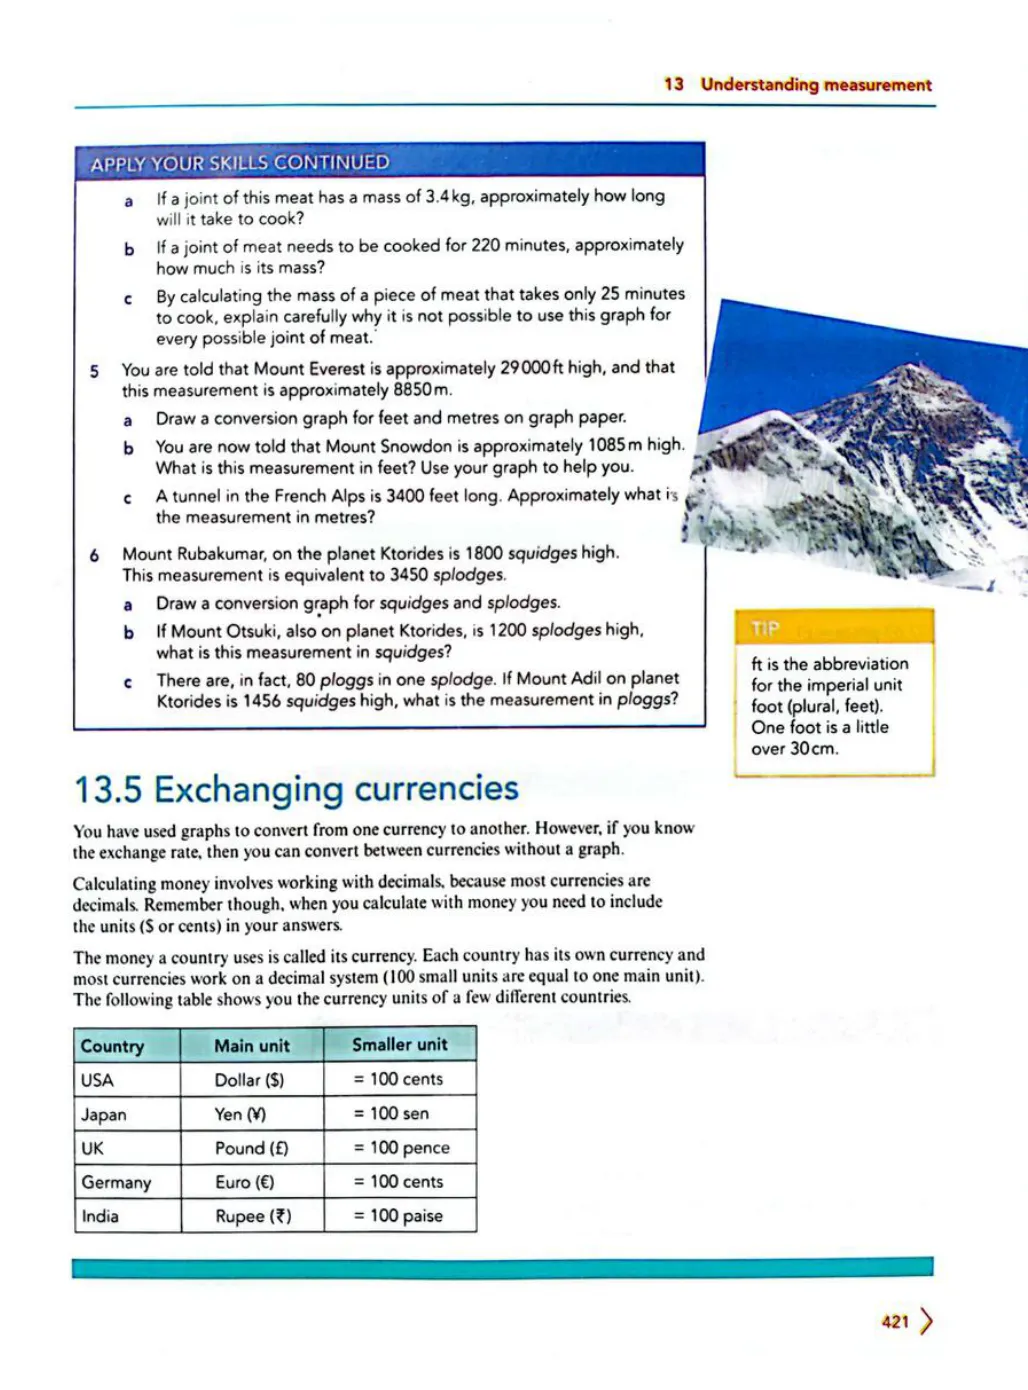 13 Understanding measurement
APPLY YOUR SKILLS CONTINUED
a If a joint of this meat has a mass of 3.4 kg, approximately how long
will it take to cook?
b If a joint of meat needs to be cooked for 220 minutes, approximately
how much is its mass?
c By calculating the mass of a piece of meat that takes only 25 minutes
to cook, explain carefully why it is not possible to use this graph for
every possible joint of meat.
5 You are told that Mount Everest is approximately 29 000 ft high, and that
this measurement is approximately 8850 m.
a Draw a conversion graph for feet and metres on graph paper.
b You are now told that Mount Snowdon is approximately 1085 m high.
What is this measurement in feet? Use your graph to help you.
c A tunnel in the French Alps is 3400 feet long. Approximately what is
the measurement in metres?
6 Mount Rubakumar, on the planet Ktorides is 1800 squidges high.
This measurement is equivalent to 3450 splodges.
a Draw a conversion graph for squidges and splodges.
b If Mount Otsuki, also on planet Ktorides, is 1200 splodges high,
what is this measurement in squidges?
c There are, in fact, 80 ploggs in one splodge. If Mount Adil on planet
Ktorides is 1456 squidges high, what is the measurement in ploggs?
TIP
ft is the abbreviation
for the imperial unit
foot (plural, feet).
One foot is a little
over 30 cm.
13.5 Exchanging currencies
You have used graphs to convert from one currency to another. However, if you know
the exchange rate, then you can convert between currencies without a graph.
Calculating money involves working with decimals, because most currencies are
decimals. Remember though, when you calculate with money you need to include
the units ($ or cents) in your answers.
The money a country uses is called its currency. Each country has its own currency and
most currencies work on a decimal system (100 small units are equal to one main unit).
The following table shows you the currency units of a few different countries.
Country Main unit Smaller unit
USA Dollar ($) = 100 cents
Japan Yen (¥) = 100 sen
UK Pound (£) = 100 pence
Germany Euro (€) = 100 cents
India Rupee (₹) = 100 paise
421